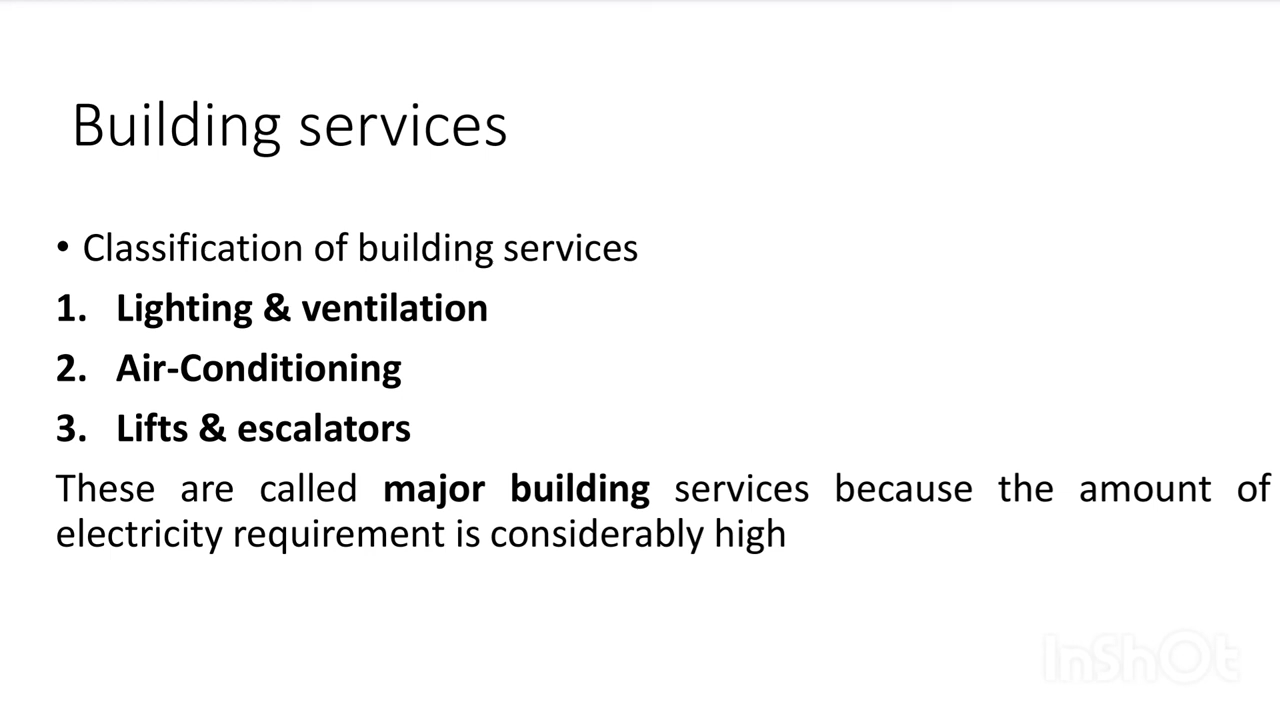 Building services
• Classification of building services
1. Lighting & ventilation
2. Air-Conditioning
3. Lifts & escalators
These are called major building services because the amount of
electricity requirement is considerably high
InShOt